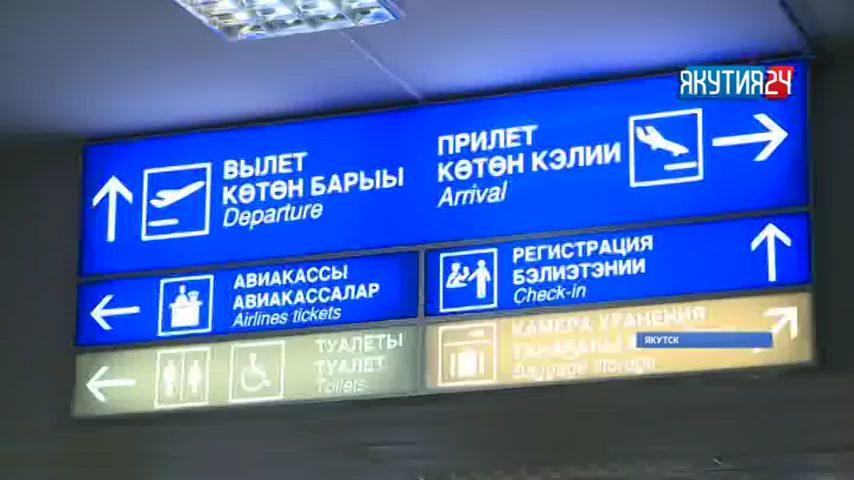 ЯКУТИЯ24
ВЫЛЕТ
КӨТӨН БАРЫЫ
Departure
ПРИЛЕТ
КӨТӨН КЭЛИИ
Arrival
АВИАКАССЫ
АВИАКАССАЛАР
Airlines tickets
РЕГИСТРАЦИЯ
БЭЛИЭТЭНИИ
Check-in
ТУАЛЕТЫ
ТУАЛЕТ
Toilets
КАМЕРА ХРАНЕНИЯ
ЯКУТСК
storage